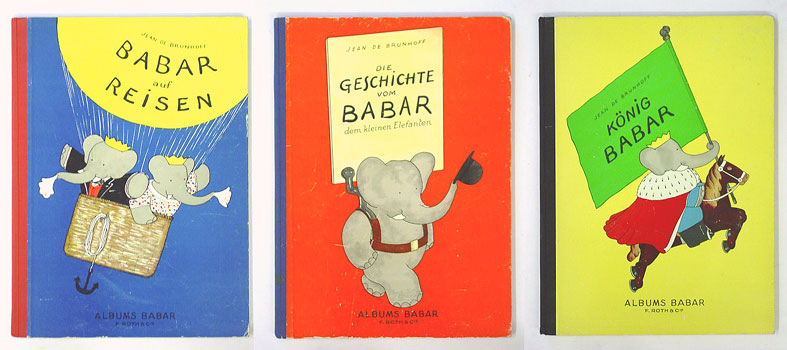 JEAN DE BRUNHOFF
BABAR
auf
REISEN
ALBUMS BABAR
F. ROTH & Cº
JEAN DE BRUNHOFF
DIE
GESCHICHTE
VOM
BABAR
dem kleinen Elefanten
ALBUMS BABAR
F. ROTH & Cº
JEAN DE BRUNHOFF
KÖNIG
BABAR
ALBUMS BABAR
F. ROTH & Cº